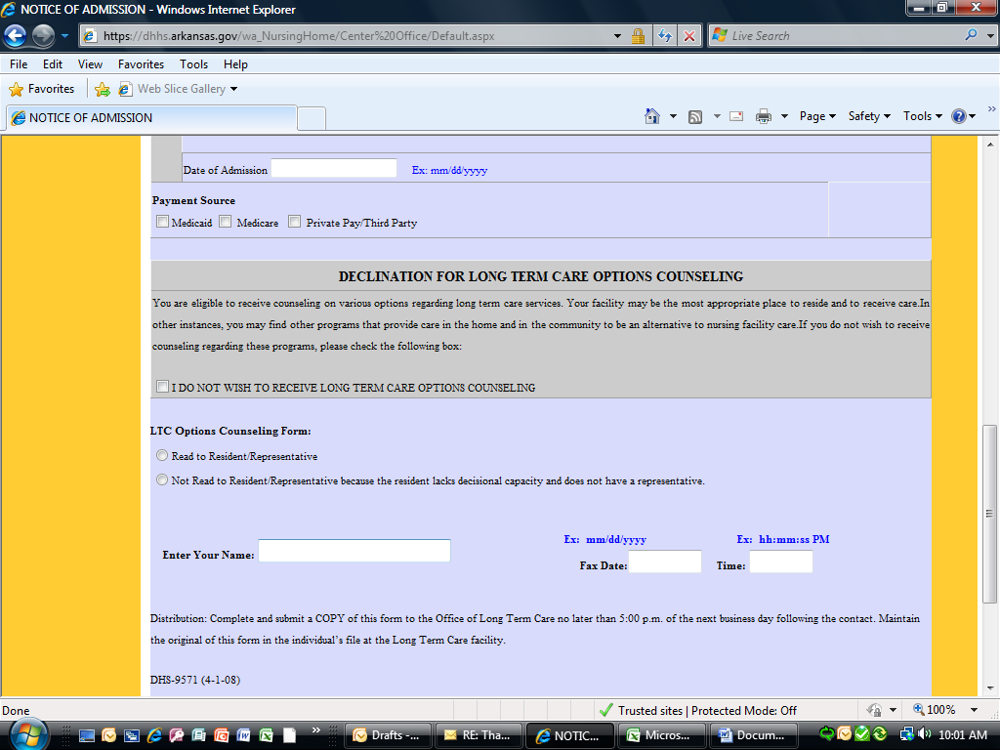 NOTICE OF ADMISSION - Windows Internet Explorer
https://dhhs.arkansas.gov/wa_NursingHome/Center%20Office/Default.aspx
Live Search
File Edit View Favorites Tools Help
Favorites Web Slice Gallery
NOTICE OF ADMISSION
Page Safety Tools
Date of Admission Ex: mm/dd/yyyy
Payment Source
Medicaid Medicare Private Pay/Third Party
DECLINATION FOR LONG TERM CARE OPTIONS COUNSELING
You are eligible to receive counseling on various options regarding long term care services. Your facility may be the most appropriate place to reside and to receive care.In
other instances, you may find other programs that provide care in the home and in the community to be an alternative to nursing facility care.If you do not wish to receive
counseling regarding these programs, please check the following box:
I DO NOT WISH TO RECEIVE LONG TERM CARE OPTIONS COUNSELING
LTC Options Counseling Form:
Read to Resident/Representative
Not Read to Resident/Representative because the resident lacks decisional capacity and does not have a representative.
Ex: mm/dd/yyyy Ex: hh:mm:ss PM
Enter Your Name: Fax Date: Time:
Distribution: Complete and submit a COPY of this form to the Office of Long Term Care no later than 5:00 p.m. of the next business day following the contact. Maintain
the original of this form in the individual's file at the Long Term Care facility.
DHS-9571 (4-1-08)
Done Trusted sites | Protected Mode: Off 100%
Drafts -... RE: Tha... NOTIC... Micros... Docum... 10:01 AM